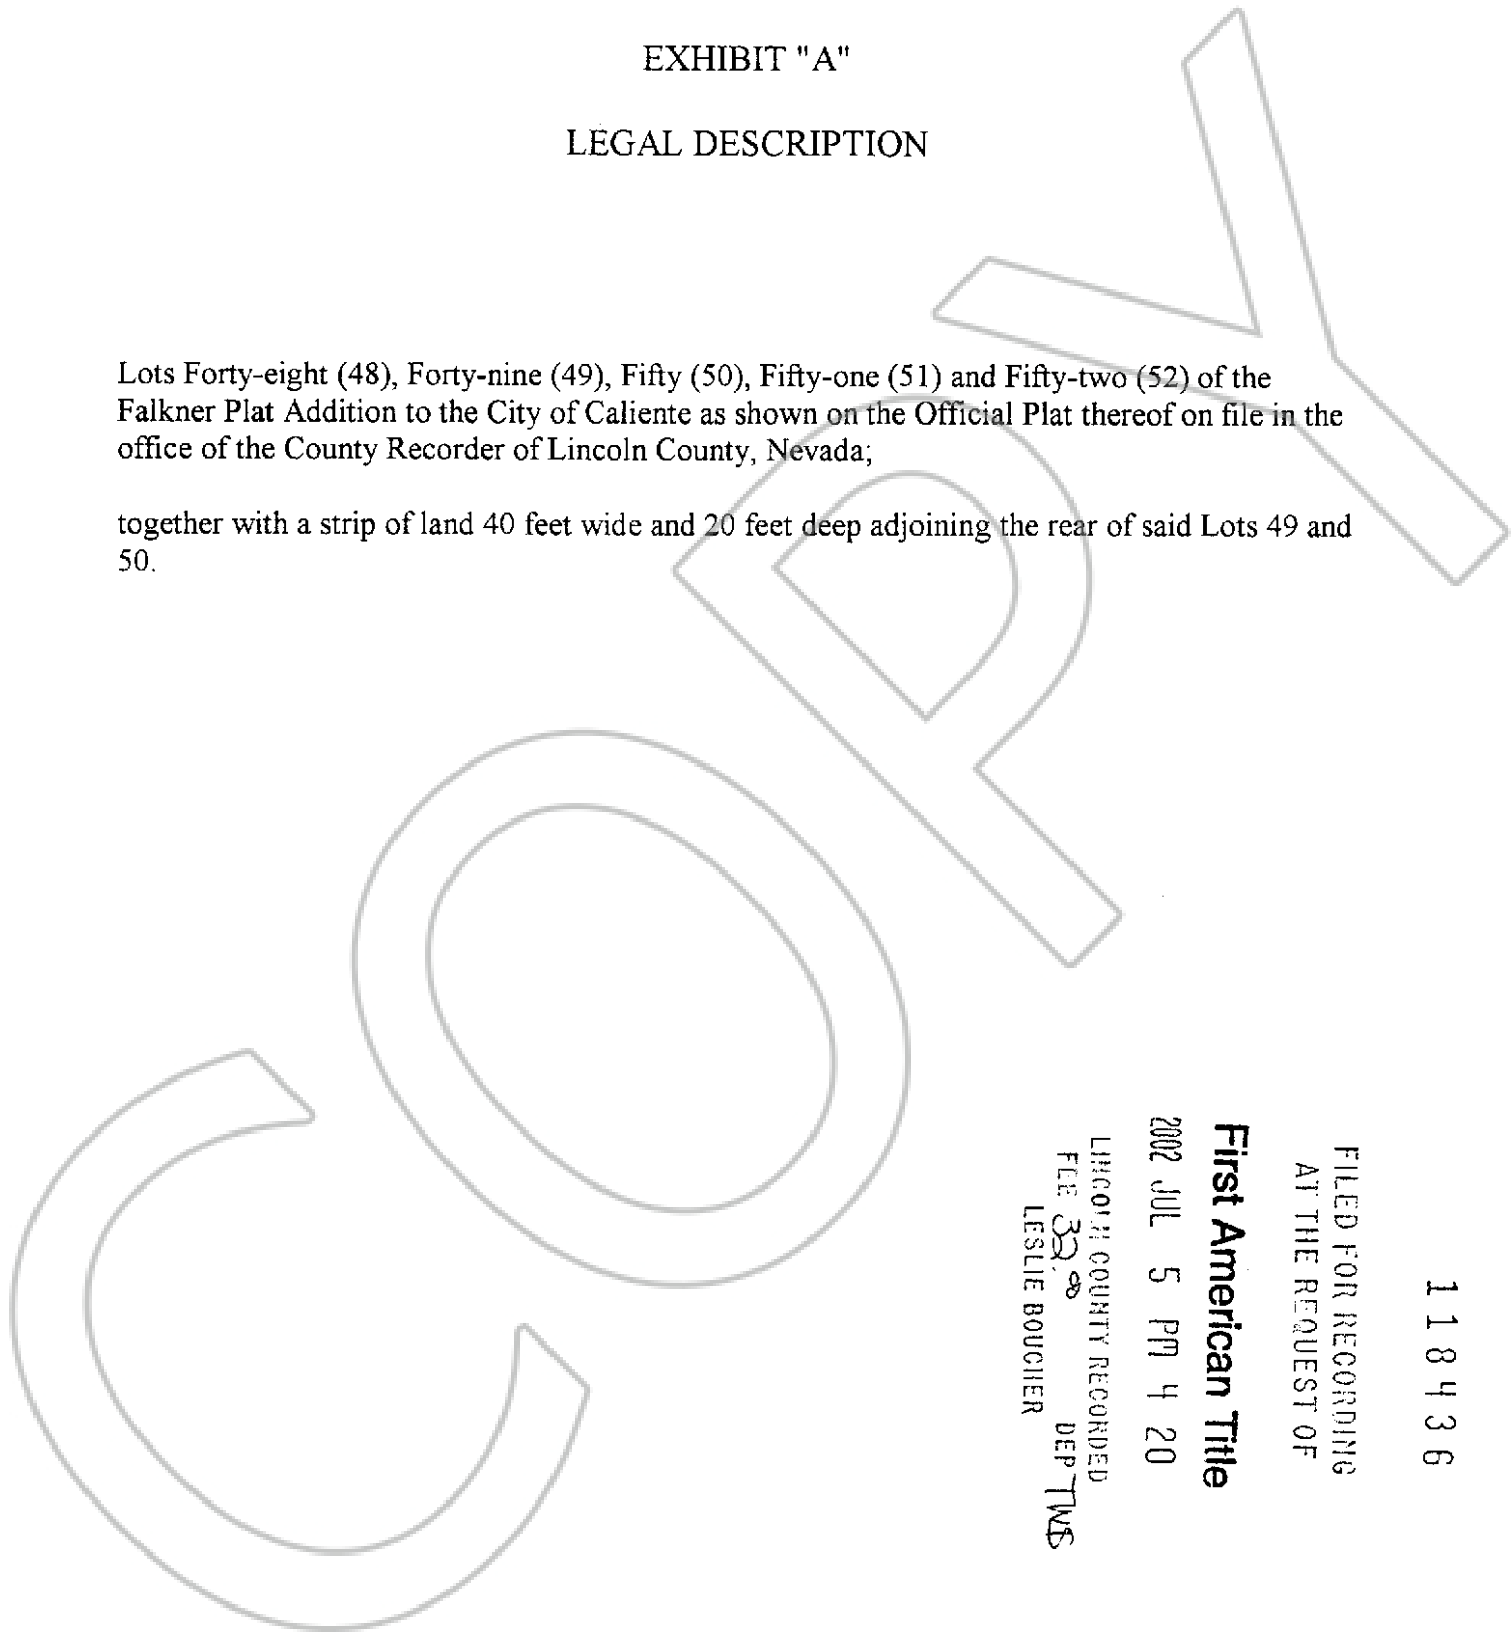 EXHIBIT "A"
LEGAL DESCRIPTION
Lots Forty-eight (48), Forty-nine (49), Fifty (50), Fifty-one (51) and Fifty-two (52) of the
Falkner Plat Addition to the City of Caliente as shown on the Official Plat thereof on file in the
office of the County Recorder of Lincoln County, Nevada;
together with a strip of land 40 feet wide and 20 feet deep adjoining the rear of said Lots 49 and
50.
COPY
118436
FILED FOR RECORDING
AT THE REQUEST OF
First American Title
2002 JUL 5 PM 4 20
LINCOLN COUNTY RECORDED
FEE 32.00 DEP TWS
LESLIE BOUCHER